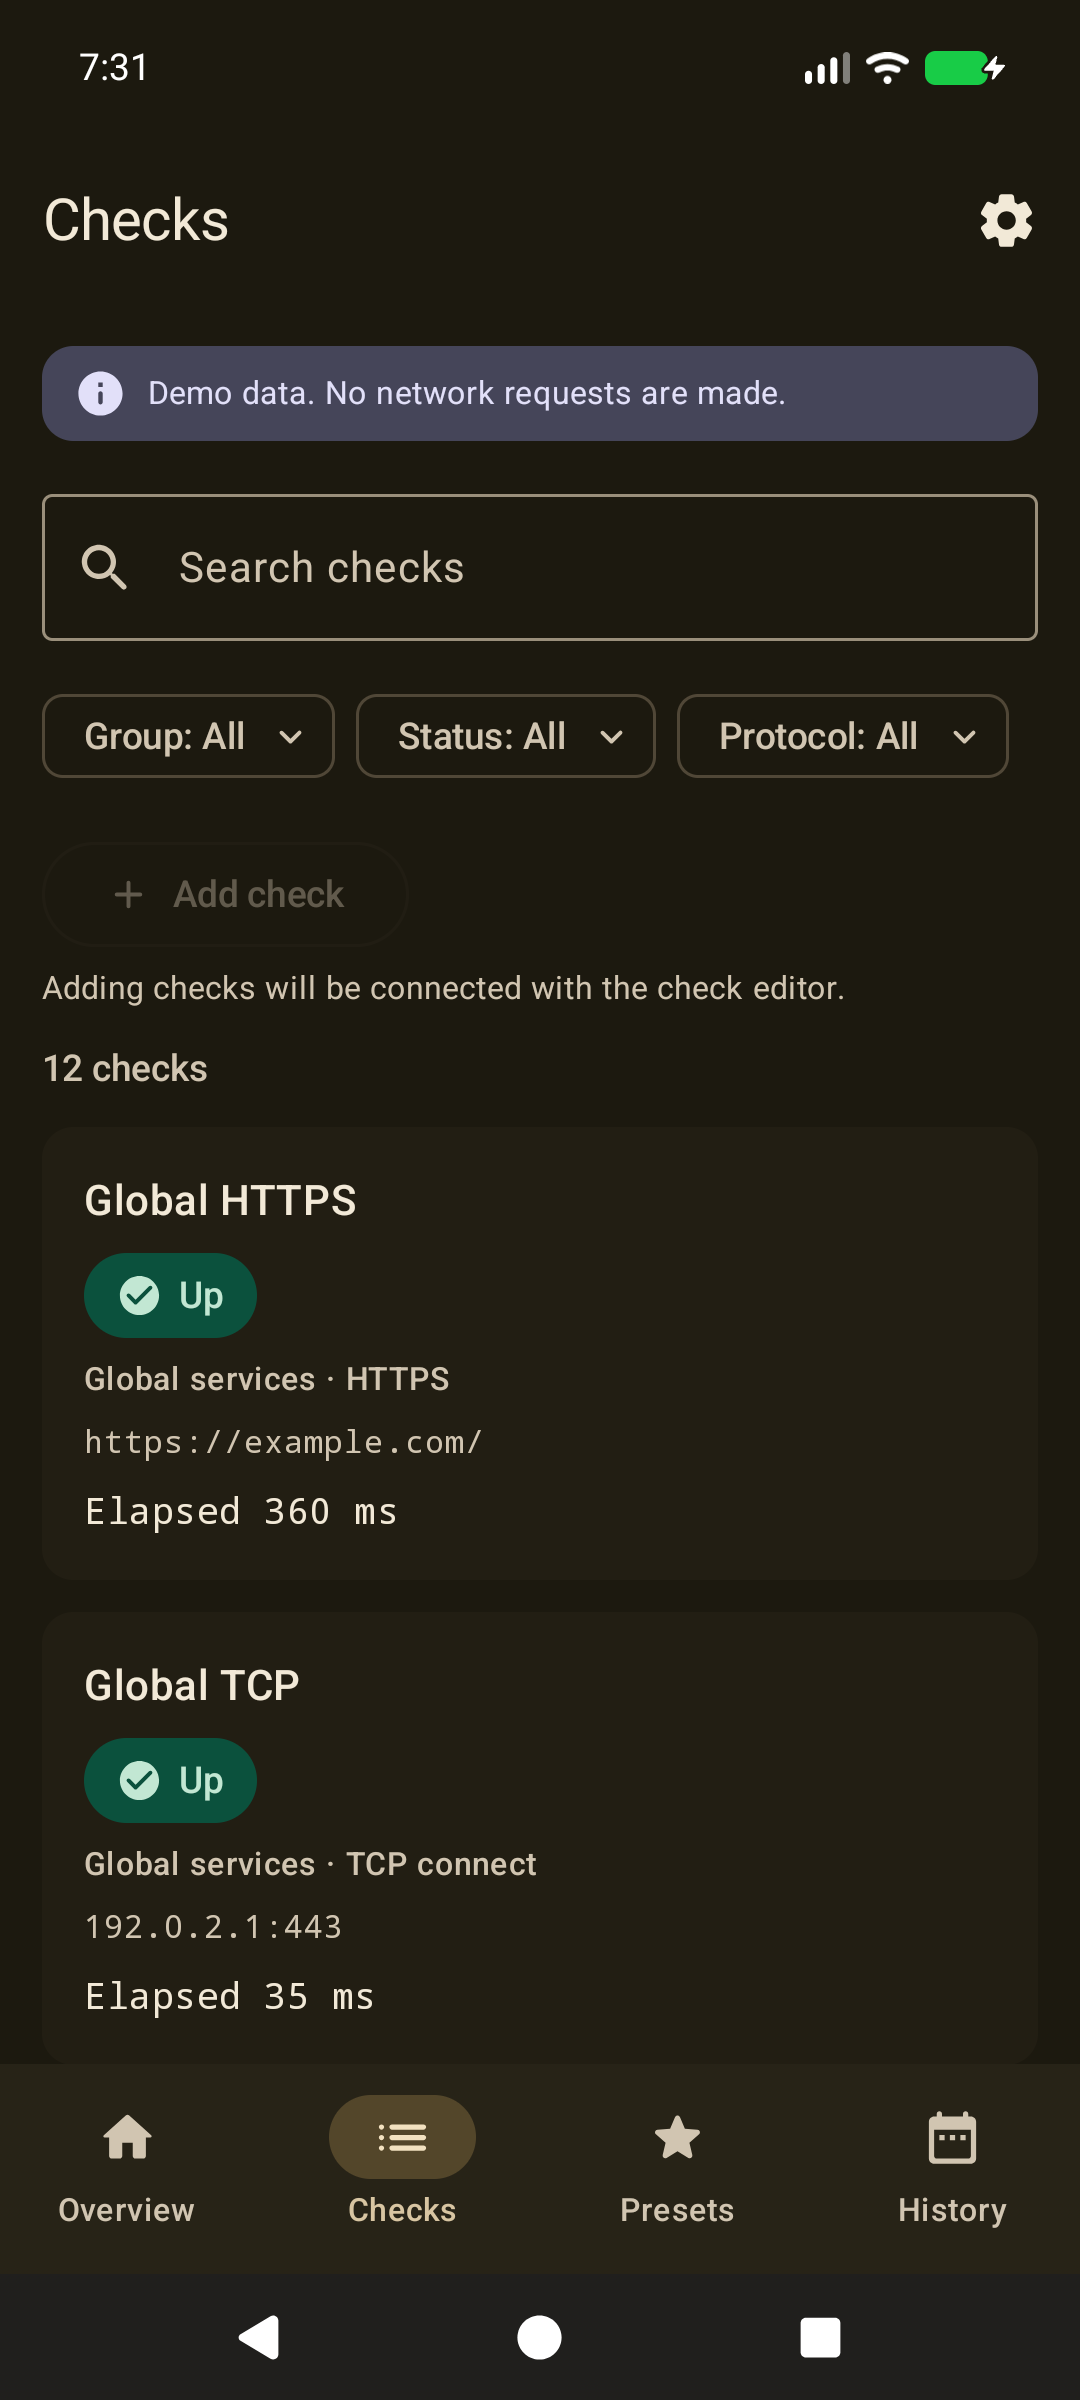 7:31
Checks
Demo data. No network requests are made.
Search checks
Group: All
Status: All
Protocol: All
Add check
Adding checks will be connected with the check editor.
12 checks
Global HTTPS
Up
Global services · HTTPS
https://example.com/
Elapsed 360 ms
Global TCP
Up
Global services · TCP connect
192.0.2.1:443
Elapsed 35 ms
Overview
Checks
Presets
History